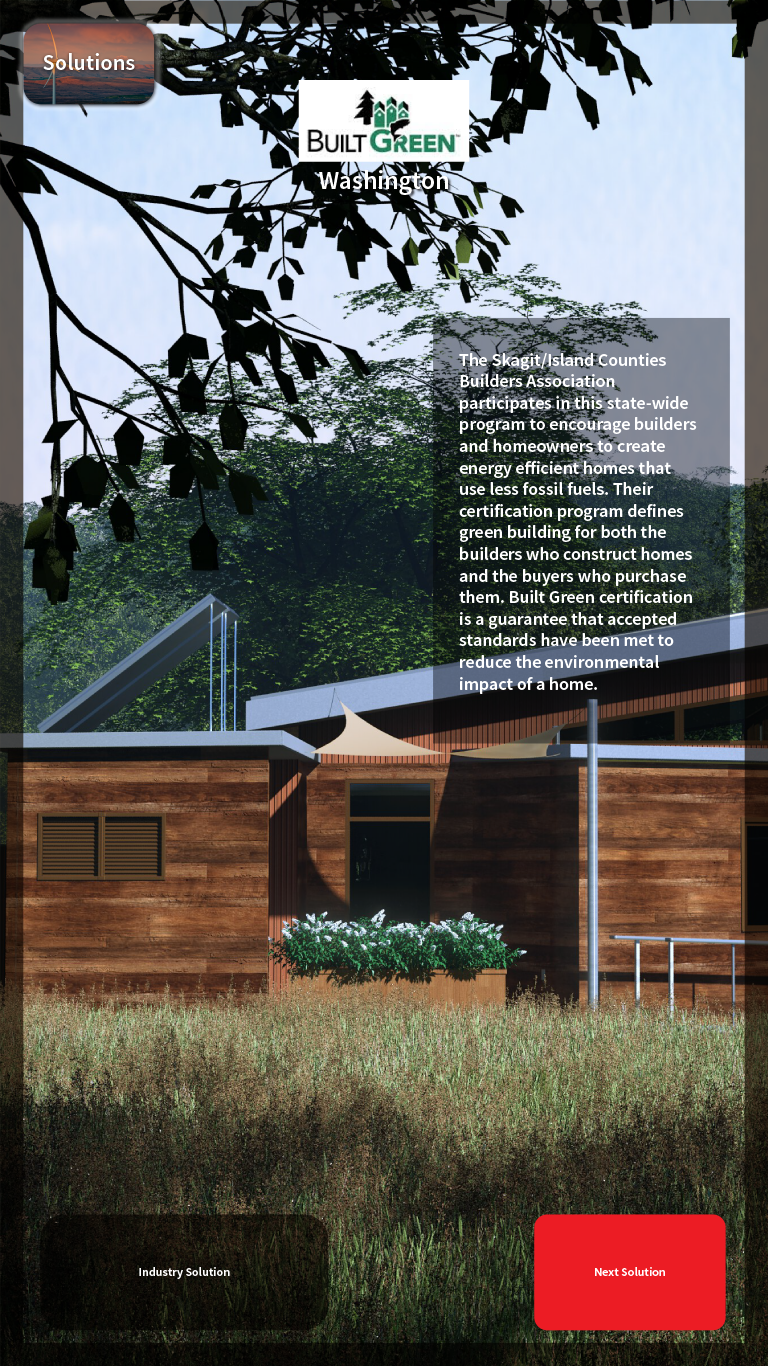 Solutions
BUILT GREEN™
Washington
The Skagit/Island Counties
Builders Association
participates in this state-wide
program to encourage builders
and homeowners to create
energy efficient homes that
use less fossil fuels. Their
certification program defines
green building for both the
builders who construct homes
and the buyers who purchase
them. Built Green certification
is a guarantee that accepted
standards have been met to
reduce the environmental
impact of a home.
Industry Solution
Next Solution